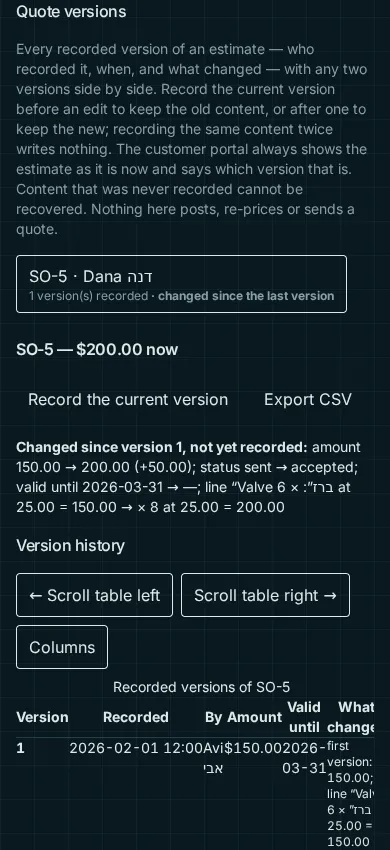 Quote versions
Every recorded version of an estimate — who
recorded it, when, and what changed — with any two
versions side by side. Record the current version
before an edit to keep the old content, or after one to
keep the new; recording the same content twice
writes nothing. The customer portal always shows the
estimate as it is now and says which version that is.
Content that was never recorded cannot be
recovered. Nothing here posts, re-prices or sends a
quote.
SO-5 · Dana דנה
1 version(s) recorded · changed since the last version
SO-5 — $200.00 now
Record the current version
Export CSV
Changed since version 1, not yet recorded: amount
150.00 → 200.00 (+50.00); status sent → accepted;
valid until 2026-03-31 → —; line “Valve ברז”: × 6 at
25.00 = 150.00 → × 8 at 25.00 = 200.00
Version history
← Scroll table left
Scroll table right →
Columns
Recorded versions of SO-5
Version Recorded By Amount Valid until What change
1 2026-02-01 12:00 Avi אבי $150.00 2026-03-31
first
version:
150.00;
line “Valv
ברז” × 6
25.00 =
150.00